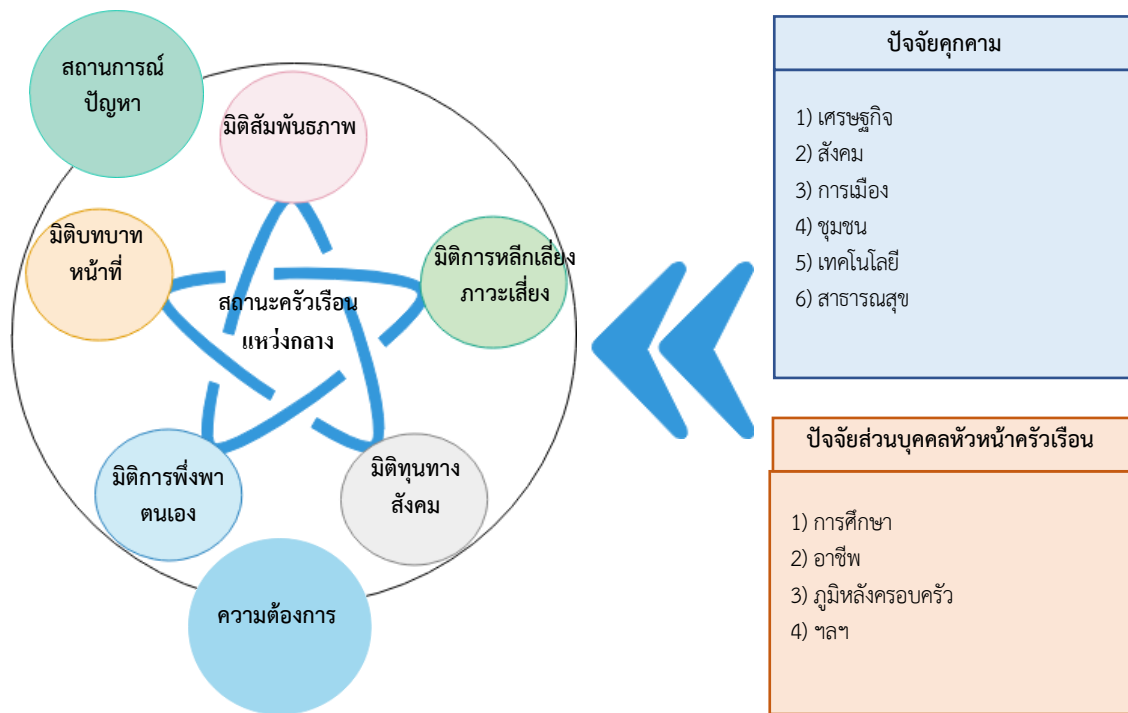 สถานการณ์
ปัญหา
มิติสัมพันธภาพ
มิติบทบาท
หน้าที่
มิติการหลีกเลี่ยง
ภาวะเสี่ยง
สถานะครัวเรือน
แหว่งกลาง
มิติการพึ่งพา
ตนเอง
มิติทุนทาง
สังคม
ความต้องการ
ปัจจัยคุกคาม
1) เศรษฐกิจ
2) สังคม
3) การเมือง
4) ชุมชน
5) เทคโนโลยี
6) สาธารณสุข
ปัจจัยส่วนบุคคลหัวหน้าครัวเรือน
1) การศึกษา
2) อาชีพ
3) ภูมิหลังครอบครัว
4) ฯลฯ